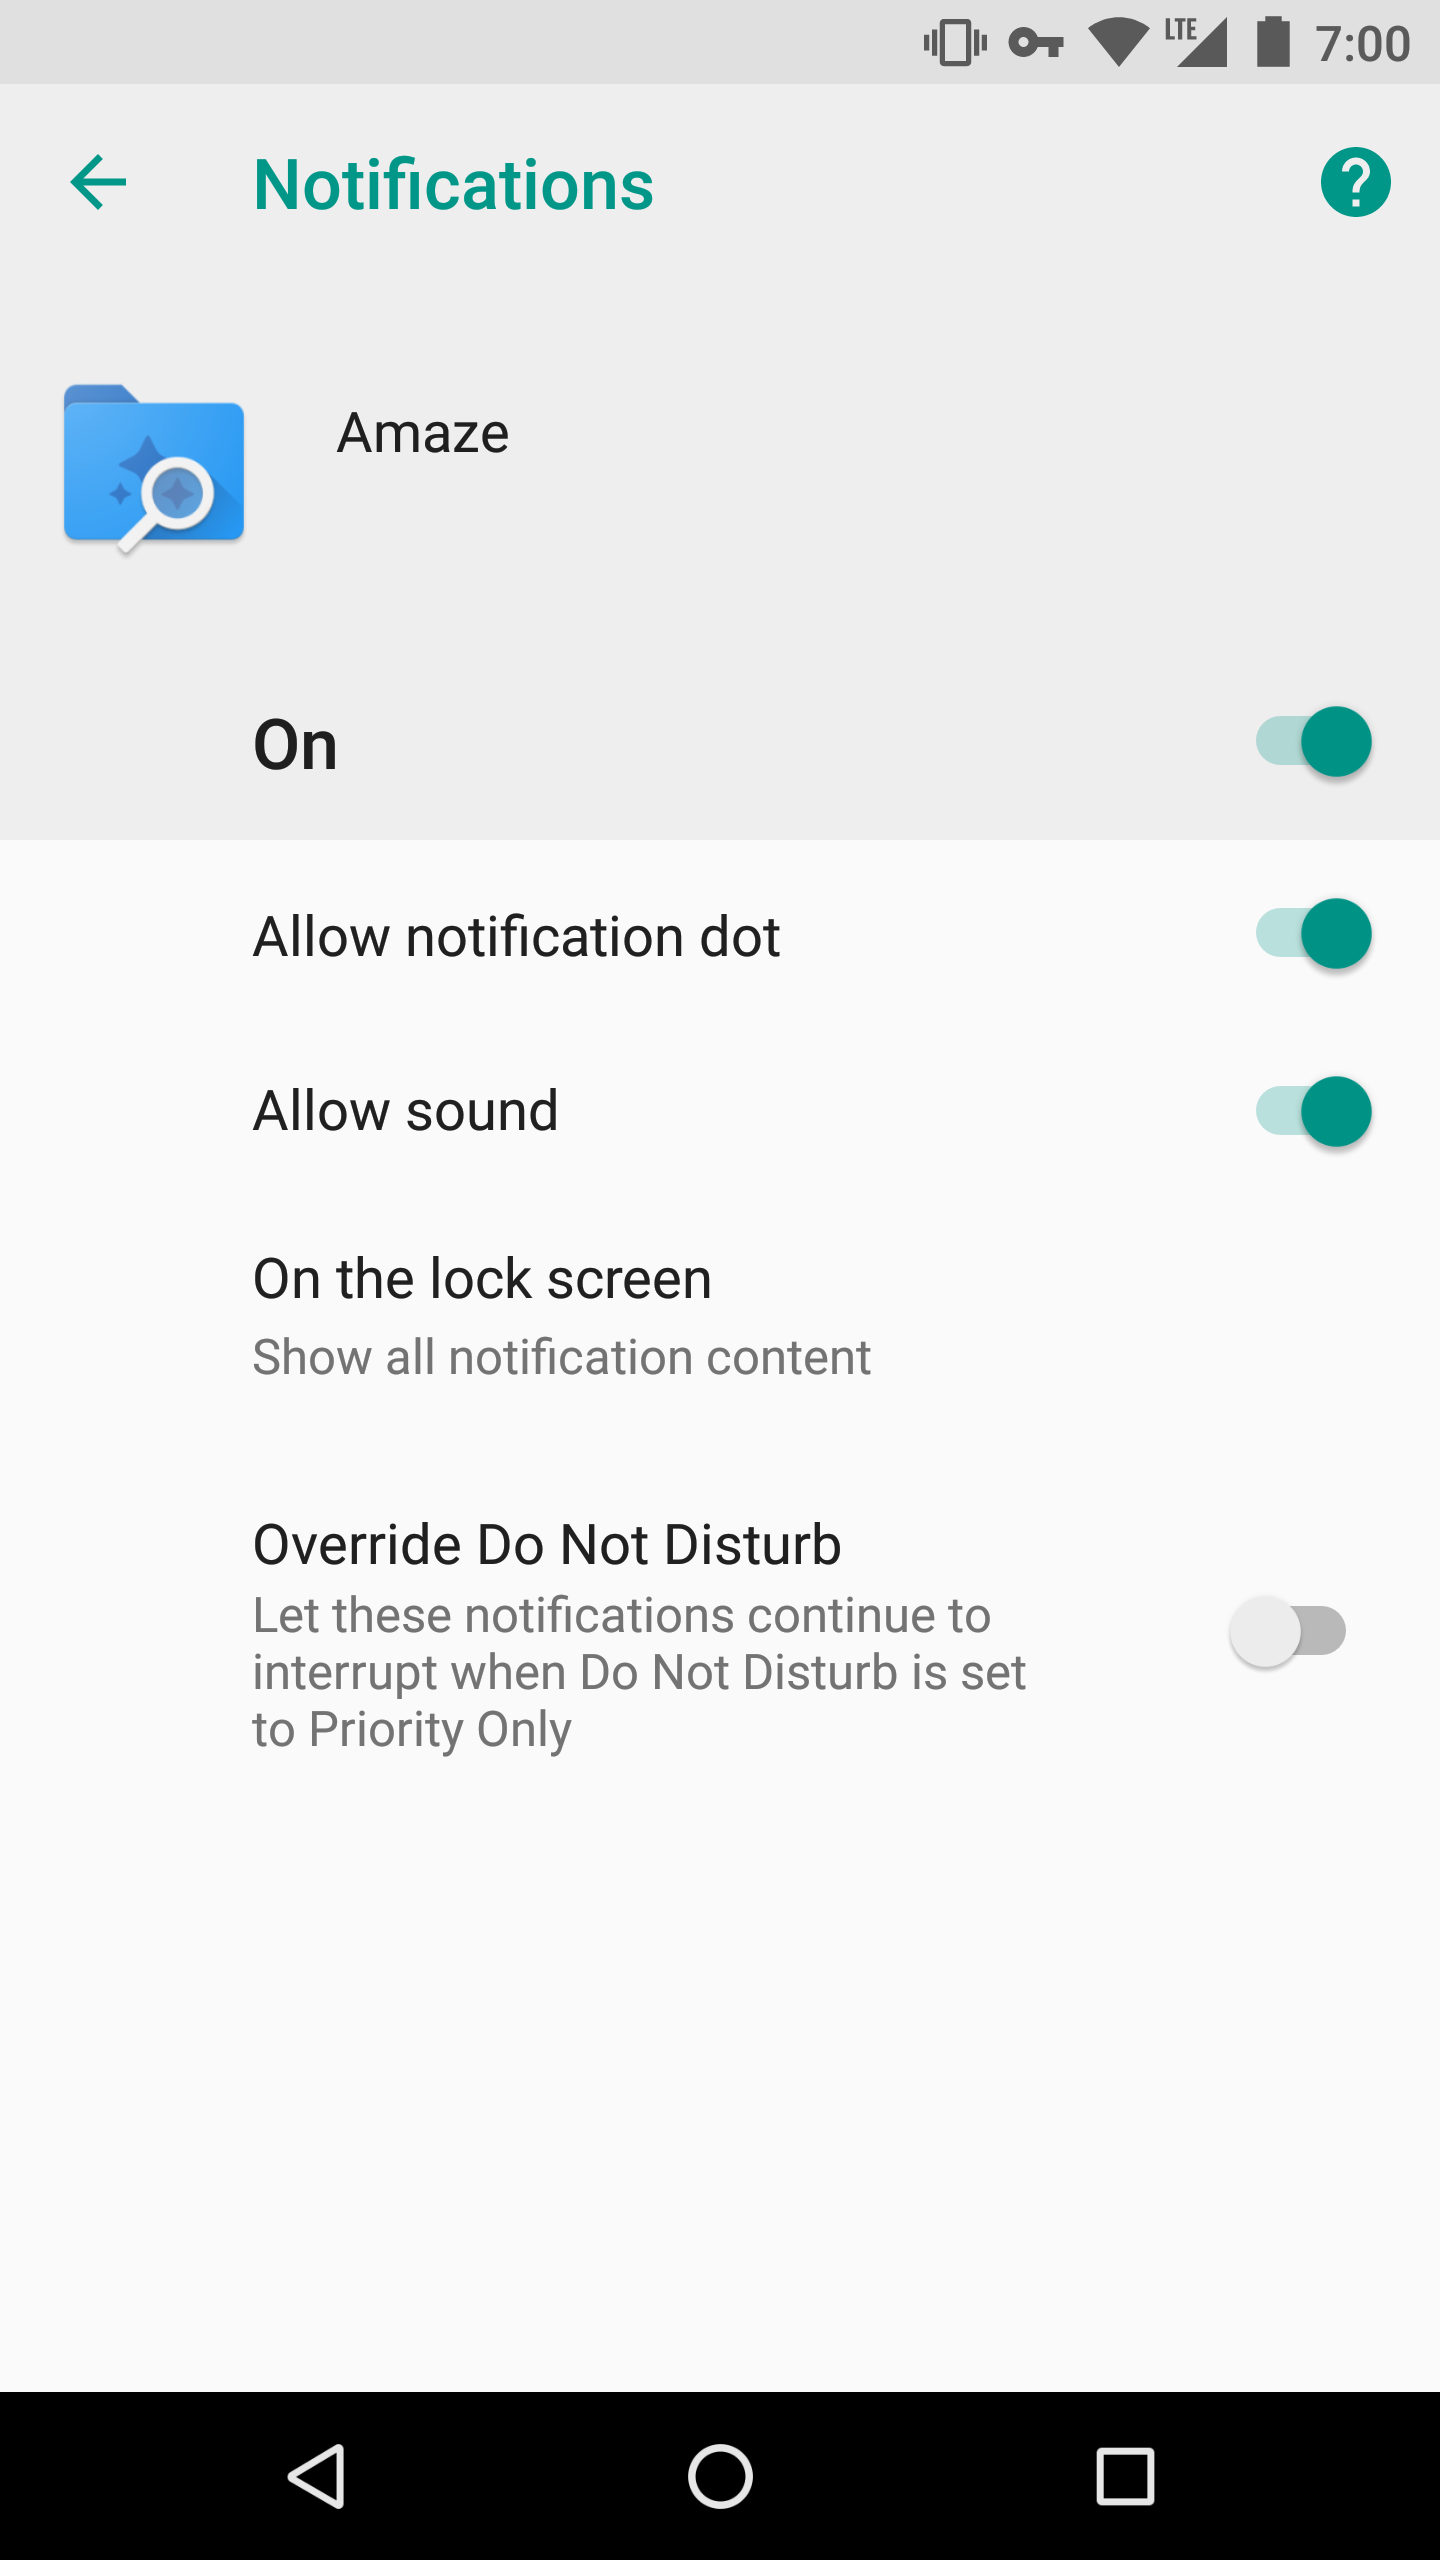 LTE 7:00
Notifications
Amaze
On
Allow notification dot
Allow sound
On the lock screen
Show all notification content
Override Do Not Disturb
Let these notifications continue to
interrupt when Do Not Disturb is set
to Priority Only